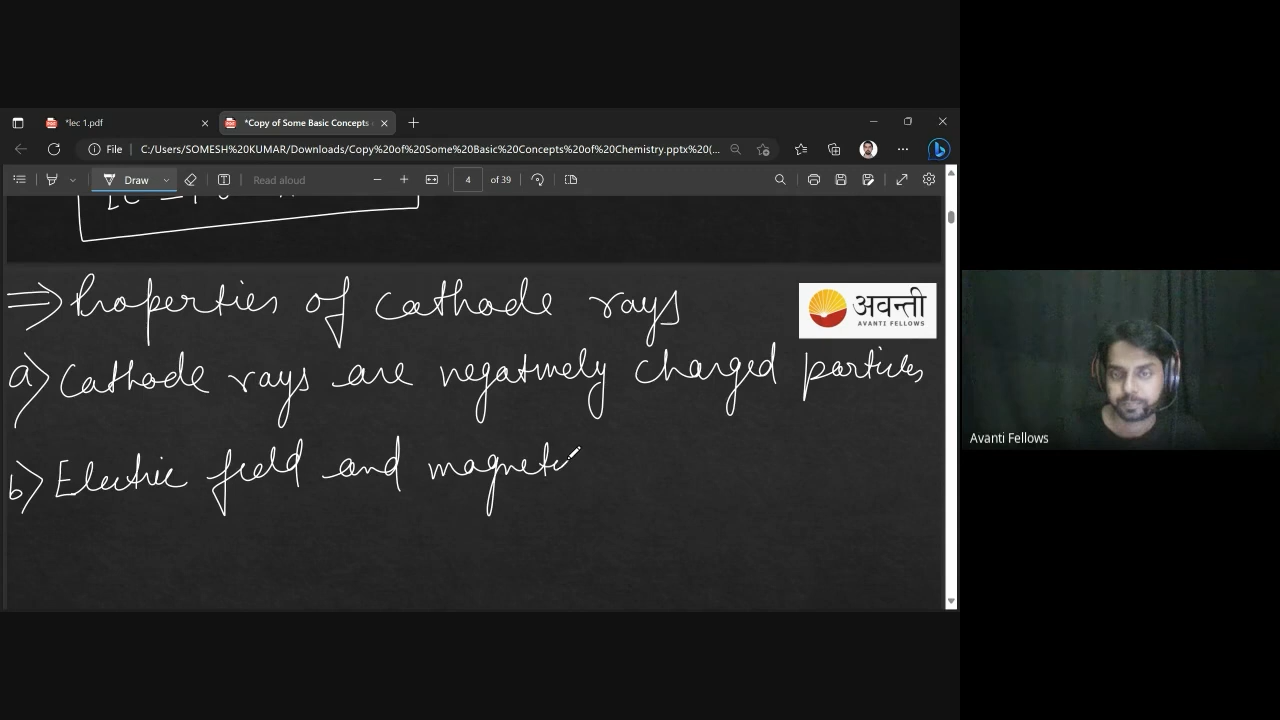 *lec 1.pdf
*Copy of Some Basic Concepts
File
C:/Users/SOMESH%20KUMAR/Downloads/Copy%20of%20Some%20Basic%20Concepts%20of%20Chemistry.pptx%20(...
Draw
Read aloud
4 of 39
⇒ Properties of cathode rays
अवन्ती
AVANTI FELLOWS
a) Cathode rays are negatively charged particles
b) Electric field and magneti
Avanti Fellows